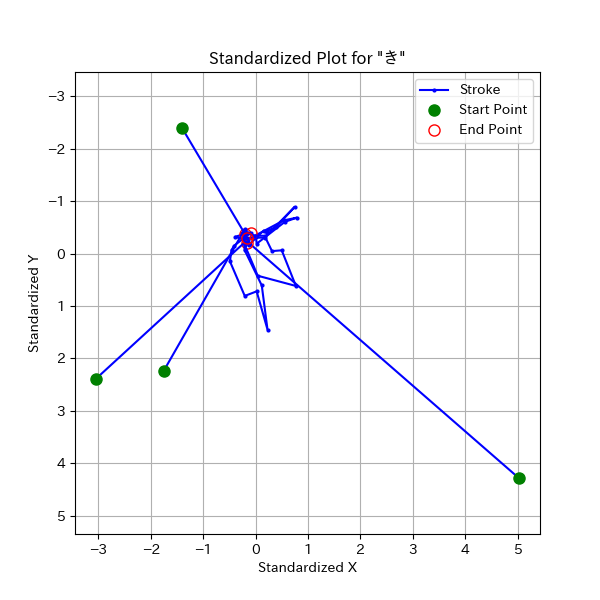 Standardized Plot for "き"
Stroke
Start Point
End Point
−3
−2
−1
0
1
2
3
4
5
Standardized Y
−3 −2 −1 0 1 2 3 4 5
Standardized X